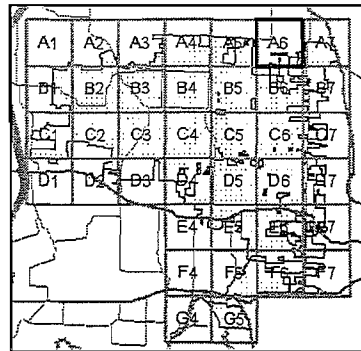 A1 A2 A3 A4 A5 A6 A7
B1 B2 B3 B4 B5 B6 B7
C1 C2 C3 C4 C5 C6 C7
D1 D2 D3 D4 D5 D6 D7
E4 E5 E6 E7
F4 F5 F6 F7
G4 G5